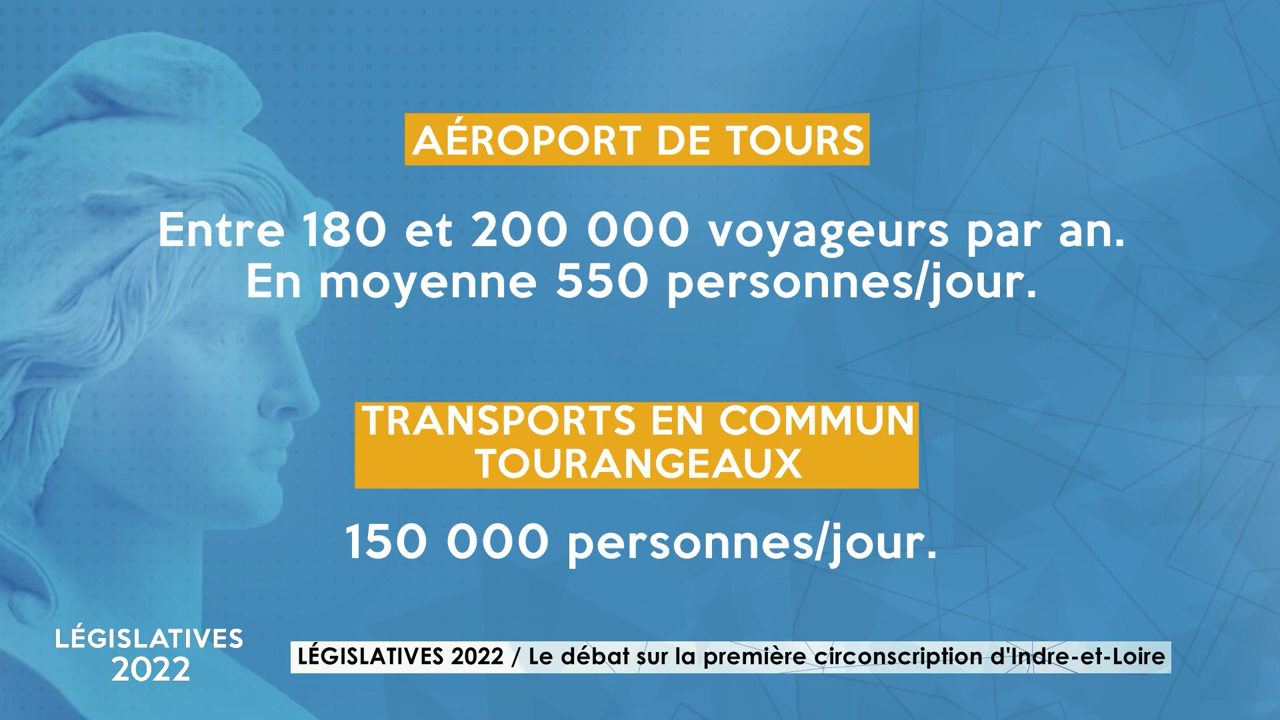 AÉROPORT DE TOURS
Entre 180 et 200 000 voyageurs par an.
En moyenne 550 personnes/jour.
TRANSPORTS EN COMMUN
TOURANGEAUX
150 000 personnes/jour.
LÉGISLATIVES
2022
LÉGISLATIVES 2022 / Le débat sur la première circonscription d'Indre-et-Loire